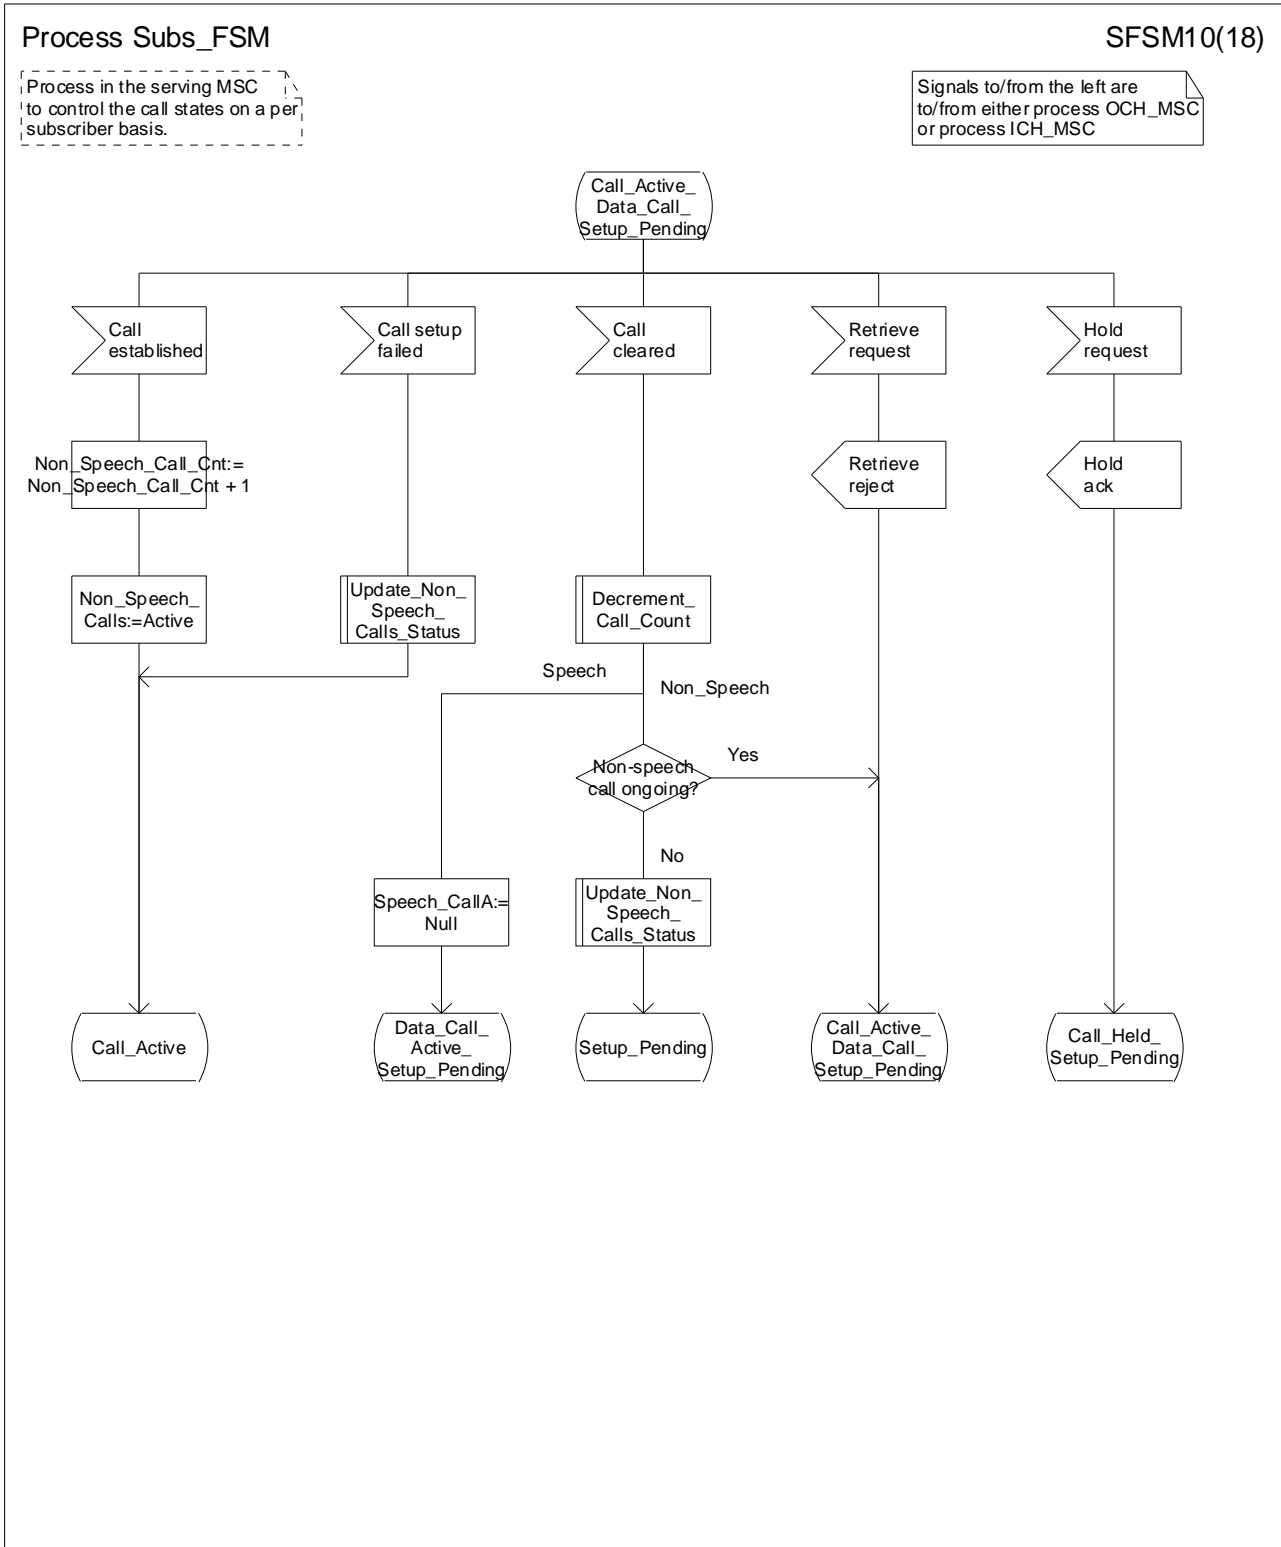 Process Subs_FSM
SFSM10(18)
Process in the serving MSC
to control the call states on a per
subscriber basis.
Signals to/from the left are
to/from either process OCH_MSC
or process ICH_MSC
Call_Active_
Data_Call_
Setup_Pending
Call
established
Call setup
failed
Call
cleared
Retrieve
request
Hold
request
Non_Speech_Call_Cnt:=
Non_Speech_Call_Cnt + 1
Retrieve
reject
Hold
ack
Non_Speech_
Calls:=Active
Update_Non_
Speech_
Calls_Status
Decrement_
Call_Count
Speech
Non_Speech
Non-speech
call ongoing?
Yes
No
Speech_CallA:=
Null
Update_Non_
Speech_
Calls_Status
Call_Active
Data_Call_
Active_
Setup_Pending
Setup_Pending
Call_Active_
Data_Call_
Setup_Pending
Call_Held_
Setup_Pending